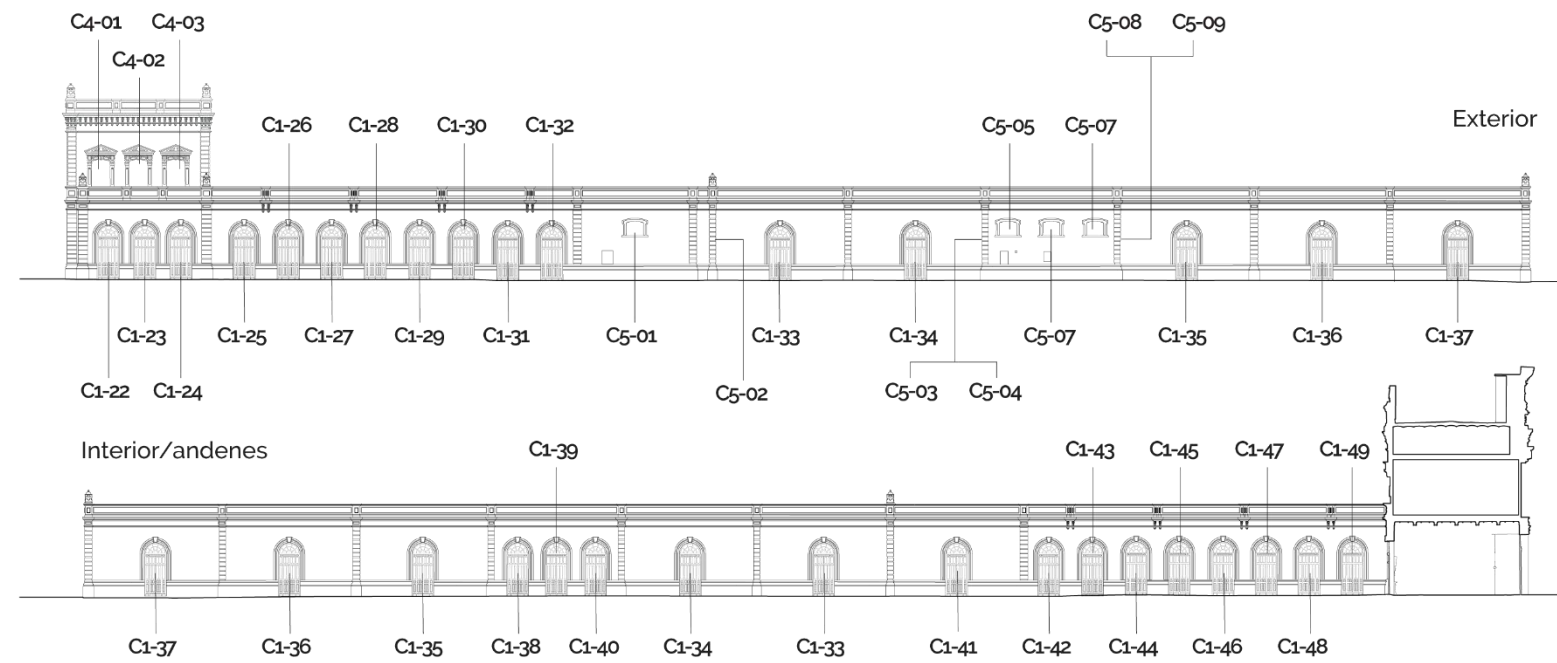 C4-01 C4-03 C5-08 C5-09
C4-02
C1-26 C1-28 C1-30 C1-32 C5-05 C5-07 Exterior
C1-23 C1-25 C1-27 C1-29 C1-31 C5-01 C1-33 C1-34 C5-07 C1-35 C1-36 C1-37
C1-22 C1-24 C5-02 C5-03 C5-04
Interior/andenes C1-39 C1-43 C1-45 C1-47 C1-49
C1-37 C1-36 C1-35 C1-38 C1-40 C1-34 C1-33 C1-41 C1-42 C1-44 C1-46 C1-48